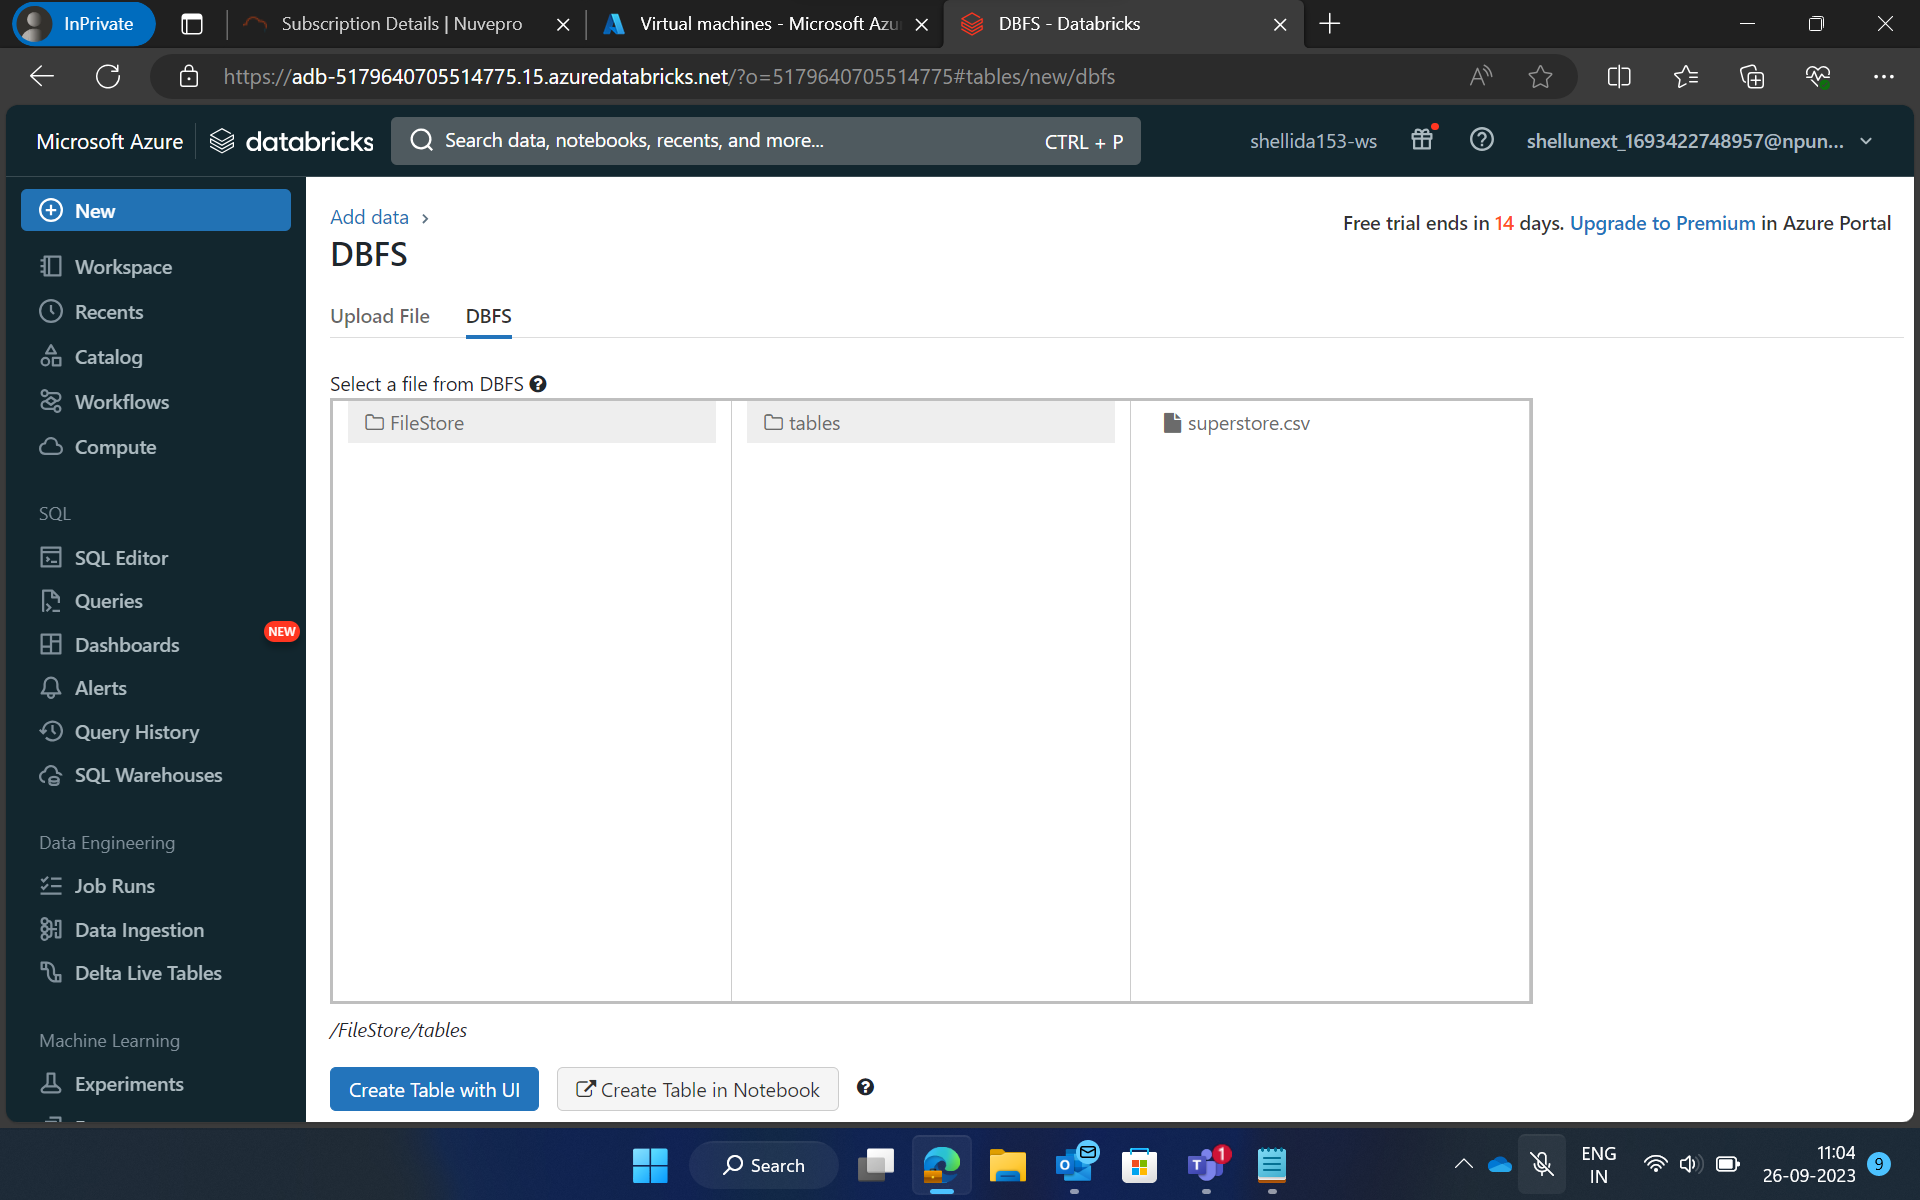 InPrivate
Subscription Details | Nuvepro
Virtual machines - Microsoft Azu
DBFS - Databricks
https://adb-5179640705514775.15.azuredatabricks.net/?o=5179640705514775#tables/new/dbfs
Microsoft Azure
databricks
Search data, notebooks, recents, and more...
CTRL + P
shellida153-ws
shellunext_1693422748957@npun...
New
Workspace
Recents
Catalog
Workflows
Compute
SQL
SQL Editor
Queries
Dashboards
NEW
Alerts
Query History
SQL Warehouses
Data Engineering
Job Runs
Data Ingestion
Delta Live Tables
Machine Learning
Experiments
Add data ›
Free trial ends in 14 days. Upgrade to Premium in Azure Portal
DBFS
Upload File
DBFS
Select a file from DBFS
FileStore
tables
superstore.csv
/FileStore/tables
Create Table with UI
Create Table in Notebook
Search
1
ENG
IN
11:04
26-09-2023
9